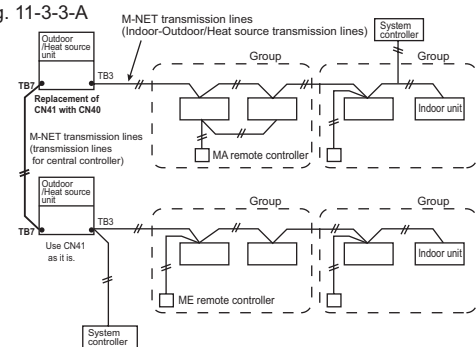 g. 11-3-3-A
M-NET transmission lines
(Indoor-Outdoor/Heat source transmission lines)
System
controller
Outdoor
/Heat source
unit
Group
Group
TB7
TB3
Replacement of
CN41 with CN40
Indoor unit
MA remote controller
M-NET transmission lines
(transmission lines
for central controller)
Outdoor
/Heat source
unit
Group
Group
TB7
TB3
Use CN41
as it is.
Indoor unit
ME remote controller
System
controller